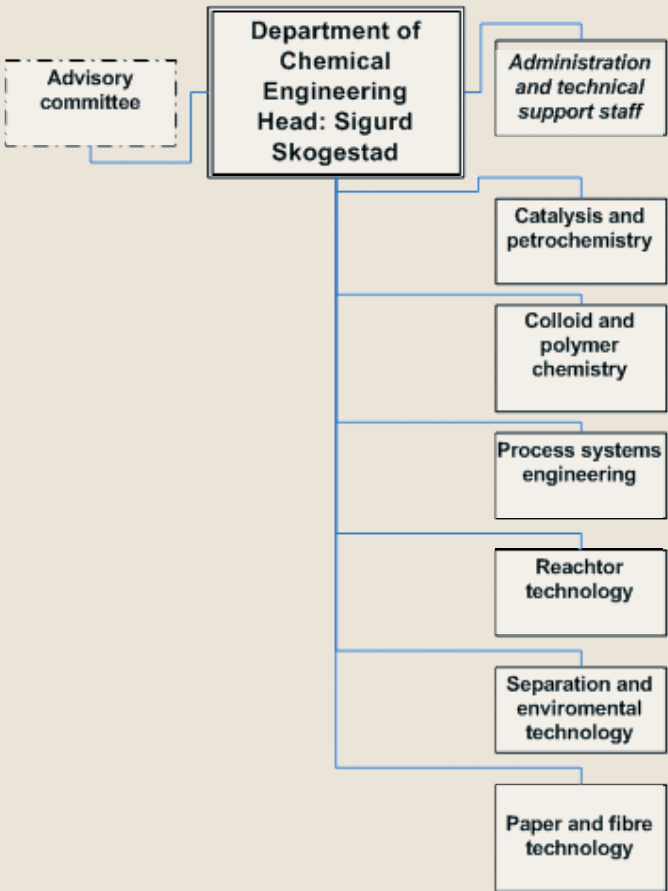 Department of
Chemical
Engineering
Head: Sigurd
Skogestad
Advisory
committee
Administration
and technical
support staff
Catalysis and
petrochemistry
Colloid and
polymer
chemistry
Process systems
engineering
Reachtor
technology
Separation and
enviromental
technology
Paper and fibre
technology